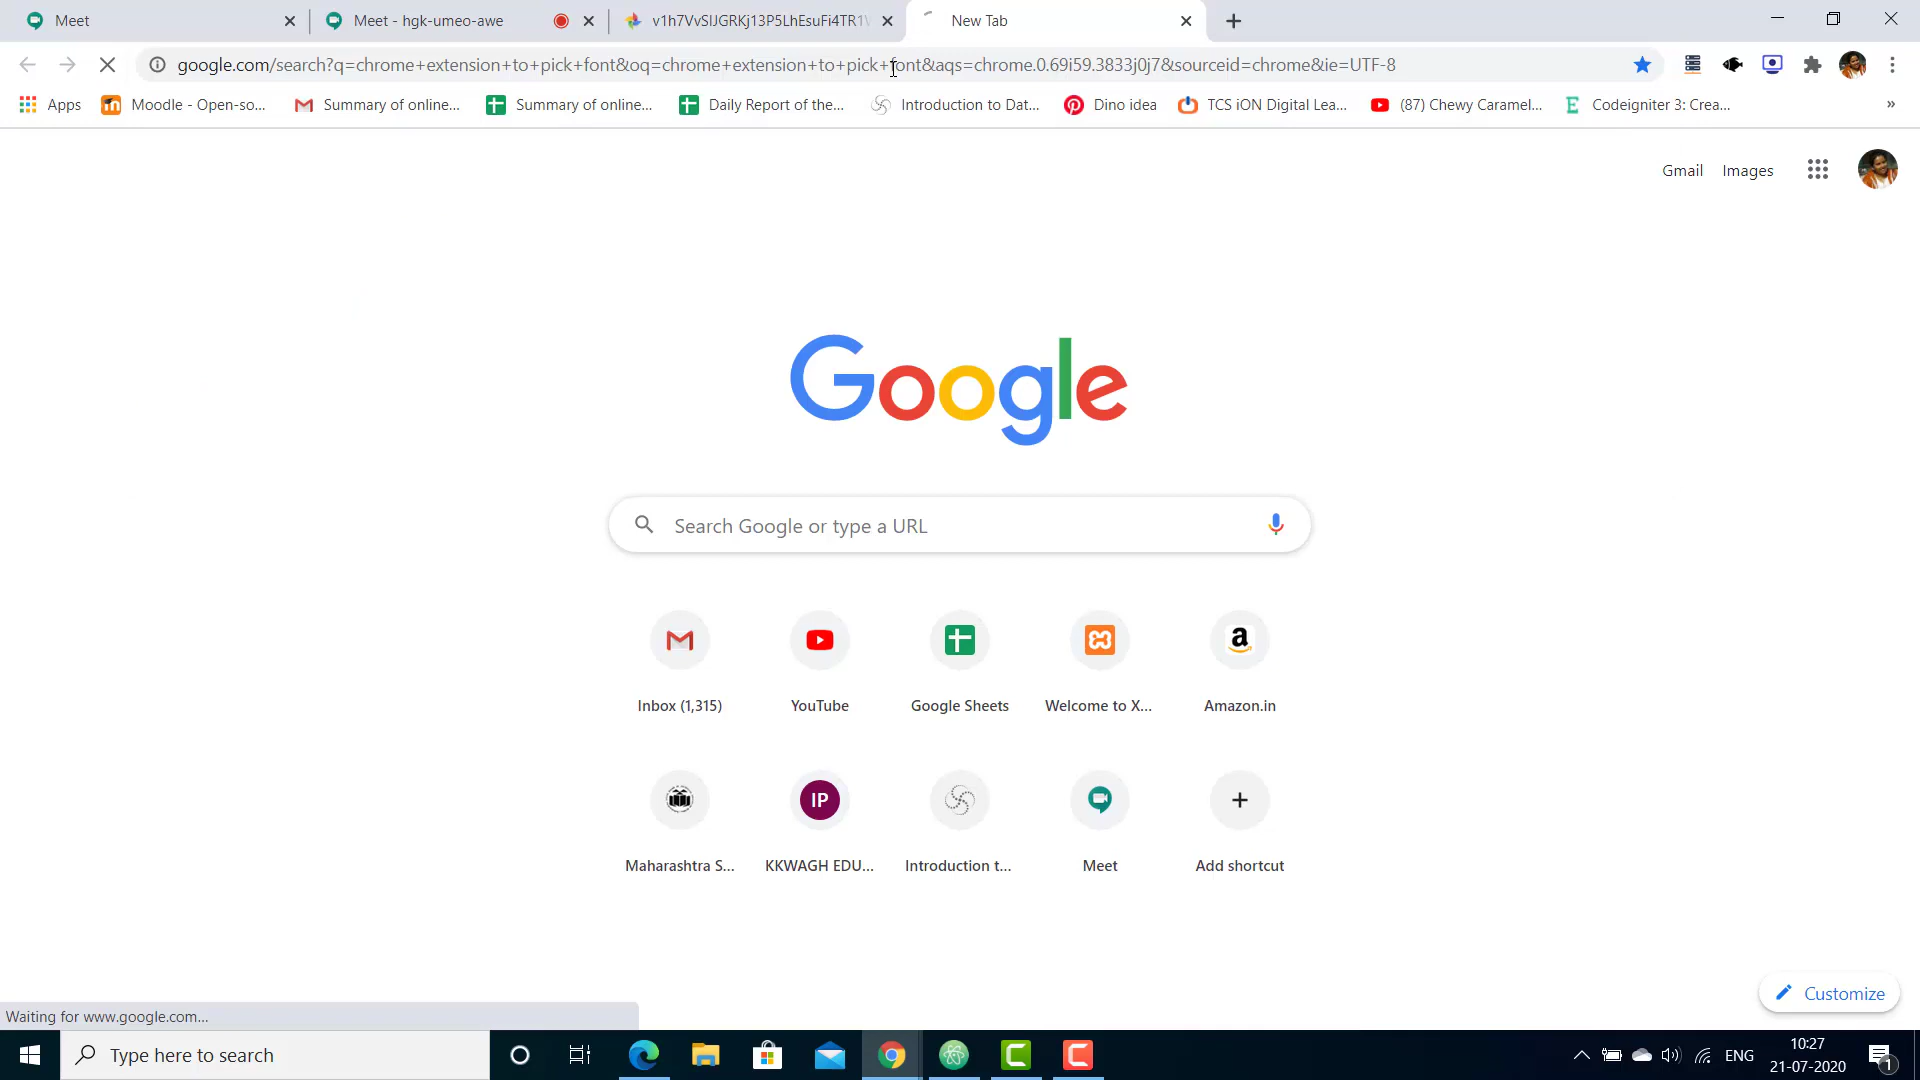 Meet
Meet - hgk-umeo-awe
v1h7VvSlJGRKj13P5LhEsuFi4TR1V
New Tab
google.com/search?q=chrome+extension+to+pick+font&oq=chrome+extension+to+pick+font&aqs=chrome.0.69i59.3833j0j7&sourceid=chrome&ie=UTF-8
Apps
Moodle - Open-so...
Summary of online...
Summary of online...
Daily Report of the...
Introduction to Dat...
Dino idea
TCS iON Digital Lea...
(87) Chewy Caramel...
Codeigniter 3: Crea...
»
Gmail
Images
Google
Search Google or type a URL
Inbox (1,315)
YouTube
Google Sheets
Welcome to X...
Amazon.in
IP
Maharashtra S...
KKWAGH EDU...
Introduction t...
Meet
Add shortcut
Customize
Waiting for www.google.com...
Type here to search
ENG
10:27
21-07-2020
1